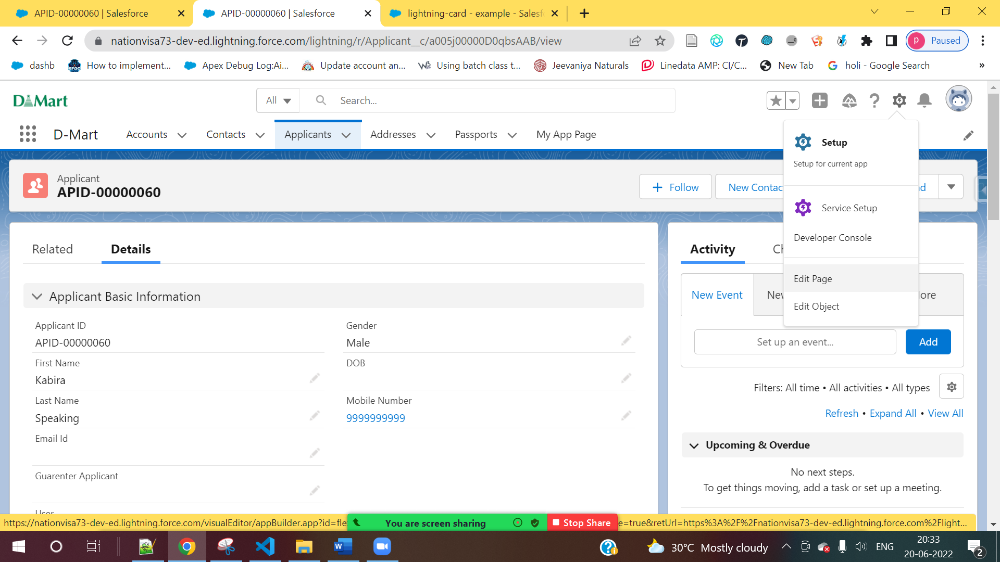 APID-00000060 | Salesforce
APID-00000060 | Salesforce
lightning-card - example - Salesf
nationvisa73-dev-ed.lightning.force.com/lightning/r/Applicant__c/a005j00000D0qbsAAB/view
P Paused
dashb
How to implement...
Apex Debug Log:Ai...
Update account an...
Using batch class t...
Jeevaniya Naturals
Linedata AMP: CI/C...
New Tab
holi - Google Search
»
D Mart
All
Search...
D-Mart
Accounts
Contacts
Applicants
Addresses
Passports
My App Page
Setup
Setup for current app
Service Setup
Developer Console
Edit Page
Edit Object
Applicant
APID-00000060
Follow
New Contac
d
Related
Details
Applicant Basic Information
Applicant ID
APID-00000060
Gender
Male
First Name
Kabira
DOB
Last Name
Speaking
Mobile Number
9999999999
Email Id
Guarenter Applicant
User
Activity
Ch
New Event
New
ore
Set up an event...
Add
Filters: All time • All activities • All types
Refresh • Expand All • View All
Upcoming & Overdue
No next steps.
To get things moving, add a task or set up a meeting.
https://nationvisa73-dev-ed.lightning.force.com/visualEditor/appBuilder.app?id=fle
You are screen sharing
Stop Share
e=true&retUrl=https%3A%2F%2Fnationvisa73-dev-ed.lightning.force.com%2Flight...
30°C Mostly cloudy
ENG
20:33
20-06-2022
2